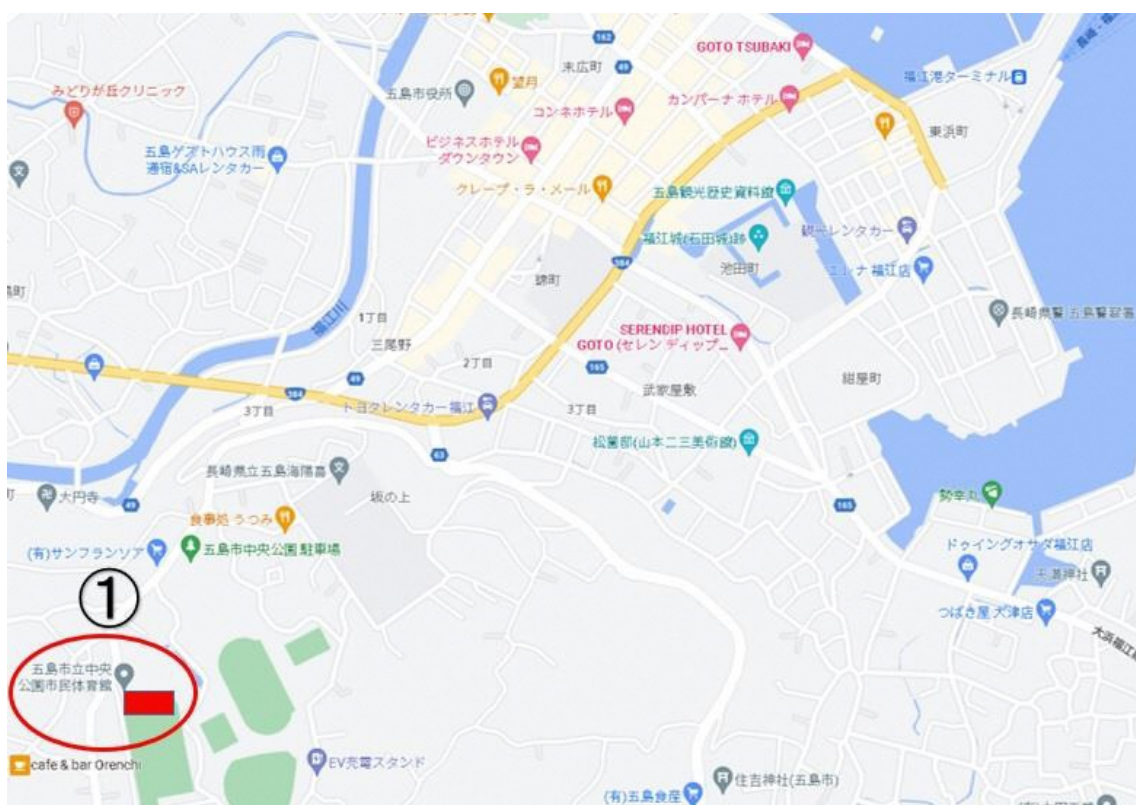 162
GOTO TSUBAKI
末広町
49
福江港ターミナル
望月
五島市役所
みどりが丘クリニック
コンネホテル
カンパーナ ホテル
東浜町
ビジネスホテル
ダウンタウン
五島ゲストハウス雨
通宿&SAレンタカー
クレープ・ラ・メール
五島観光歴史資料館
福江城(石田城)跡
観光レンタカー
池田町
384
エレナ 福江店
錦町
福江川
1丁目
長崎県警 五島警察署
SERENDIP HOTEL
GOTO (セレンディップ...
三尾野
2丁目
165
紺屋町
49
384
武家屋敷
3丁目
トヨタレンタカー福江
3丁目
松園邸(山本二三美術館)
63
長崎県立五島海陽高
大円寺
49
坂の上
165
勢幸丸
食事処 うつみ
(有)サンフランソア
五島市中央公園 駐車場
ドゥイングオサダ福江店
天満神社
①
つばき屋 大津店
五島市立中央
公園市民体育館
cafe & bar Orenchi
EV充電スタンド
住吉神社(五島市)
(有)五島食産